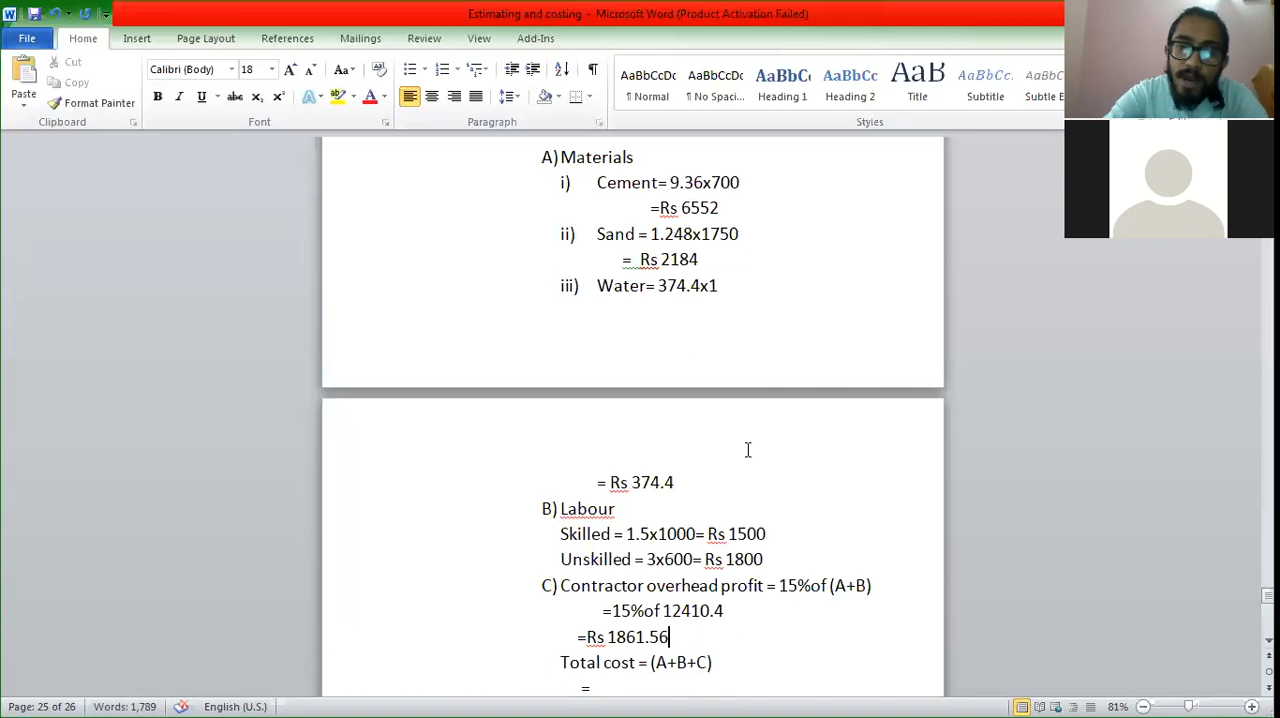 Estimating and costing - Microsoft Word (Product Activation Failed)
File Home Insert Page Layout References Mailings Review View Add-Ins
Paste
Cut
Copy
Format Painter
Clipboard
Calibri (Body) 18
Font
Paragraph
AaBbCcDc AaBbCcDc AaBbC AaBbCc AaB AaBbCc. AaBbCc
¶ Normal ¶ No Spaci... Heading 1 Heading 2 Title Subtitle Subtle E
Styles
A) Materials
i) Cement= 9.36x700
=Rs 6552
ii) Sand = 1.248x1750
= Rs 2184
iii) Water= 374.4x1
= Rs 374.4
B) Labour
Skilled = 1.5x1000= Rs 1500
Unskilled = 3x600= Rs 1800
C) Contractor overhead profit = 15%of (A+B)
=15%of 12410.4
=Rs 1861.56
Total cost = (A+B+C)
=
Page: 25 of 26 Words: 1,789 English (U.S.) 81%